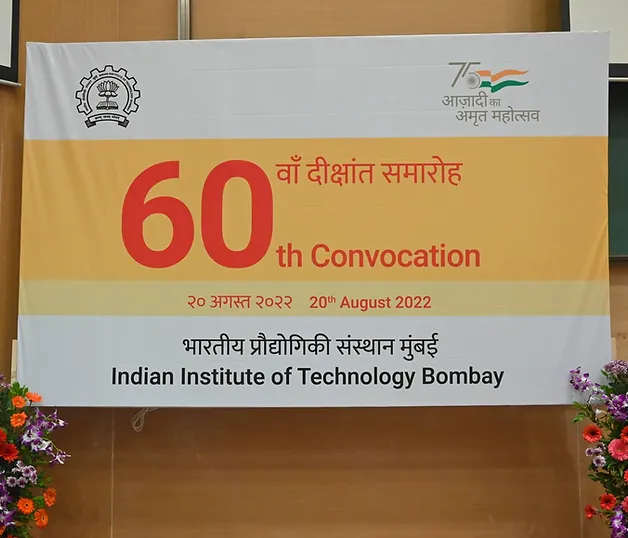 75
आज़ादी का
अमृत महोत्सव
60वाँ दीक्षांत समारोह
th Convocation
२० अगस्त २०२२ 20th August 2022
भारतीय प्रौद्योगिकी संस्थान मुंबई
Indian Institute of Technology Bombay